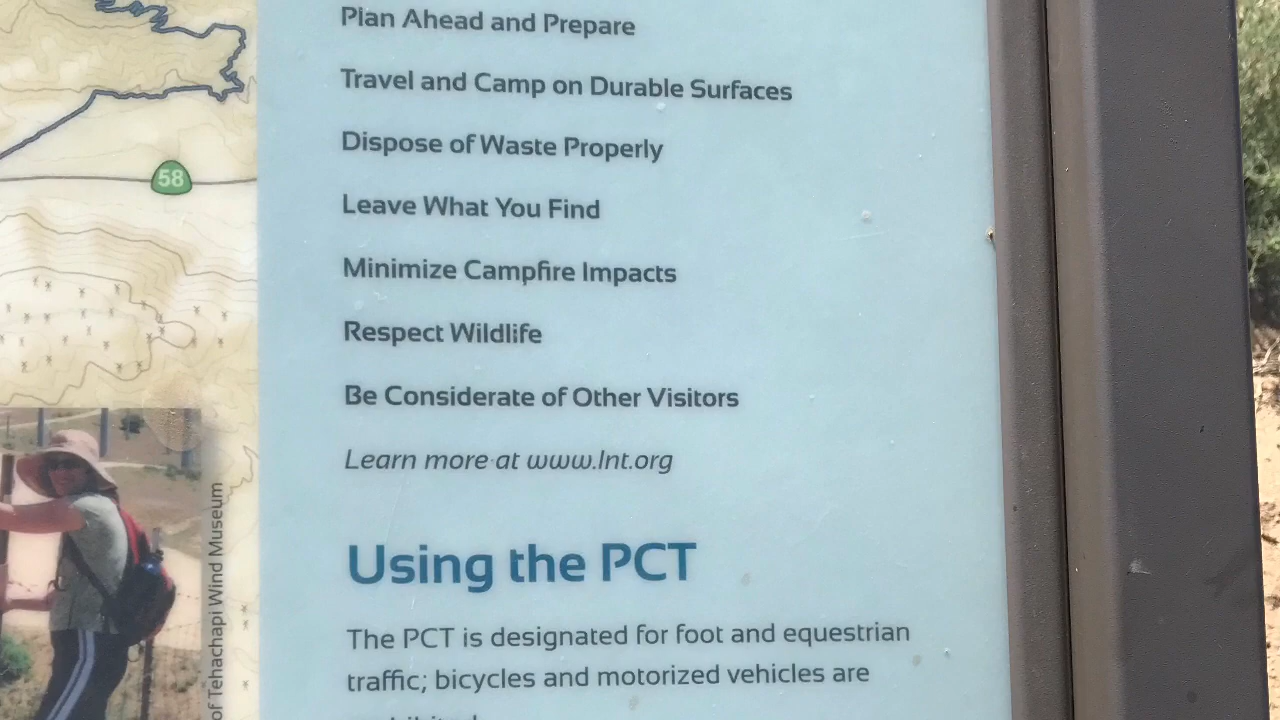 Plan Ahead and Prepare
Travel and Camp on Durable Surfaces
Dispose of Waste Properly
58
Leave What You Find
Minimize Campfire Impacts
Respect Wildlife
Be Considerate of Other Visitors
Learn more at www.lnt.org
of Tehachapi Wind Museum
Using the PCT
The PCT is designated for foot and equestrian
traffic; bicycles and motorized vehicles are